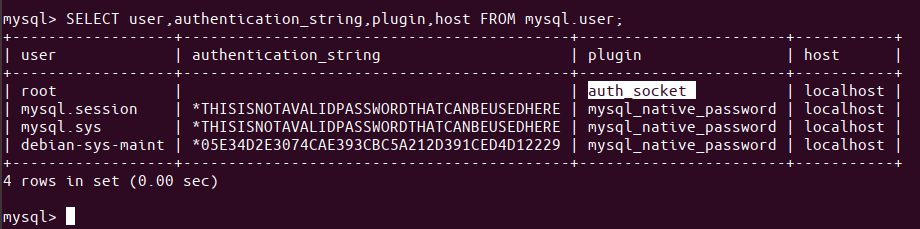 mysql> SELECT user,authentication_string,plugin,host FROM mysql.user;
+------------------+-------------------------------------------+-----------------------+-----------+
| user             | authentication_string                     | plugin                | host      |
+------------------+-------------------------------------------+-----------------------+-----------+
| root             |                                           | auth_socket           | localhost |
| mysql.session    | *THISISNOTAVALIDPASSWORDTHATCANBEUSEDHERE | mysql_native_password | localhost |
| mysql.sys        | *THISISNOTAVALIDPASSWORDTHATCANBEUSEDHERE | mysql_native_password | localhost |
| debian-sys-maint | *05E34D2E3074CAE393CBC5A212D391CED4D12229 | mysql_native_password | localhost |
+------------------+-------------------------------------------+-----------------------+-----------+
4 rows in set (0.00 sec)
mysql>